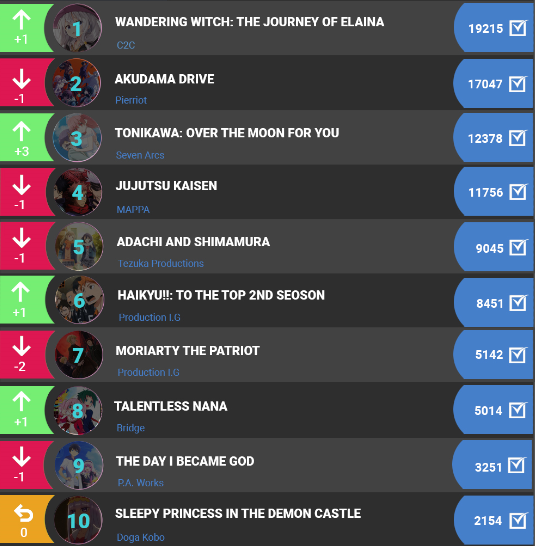 +1
1
WANDERING WITCH: THE JOURNEY OF ELAINA
C2C
19215
-1
2
AKUDAMA DRIVE
Pierriot
17047
+3
3
TONIKAWA: OVER THE MOON FOR YOU
Seven Arcs
12378
-1
4
JUJUTSU KAISEN
MAPPA
11756
-1
5
ADACHI AND SHIMAMURA
Tezuka Productions
9045
+1
6
HAIKYU!!: TO THE TOP 2ND SEOSON
Production I.G
8451
-2
7
MORIARTY THE PATRIOT
Production I.G
5142
+1
8
TALENTLESS NANA
Bridge
5014
-1
9
THE DAY I BECAME GOD
P.A. Works
3251
0
10
SLEEPY PRINCESS IN THE DEMON CASTLE
Doga Kobo
2154